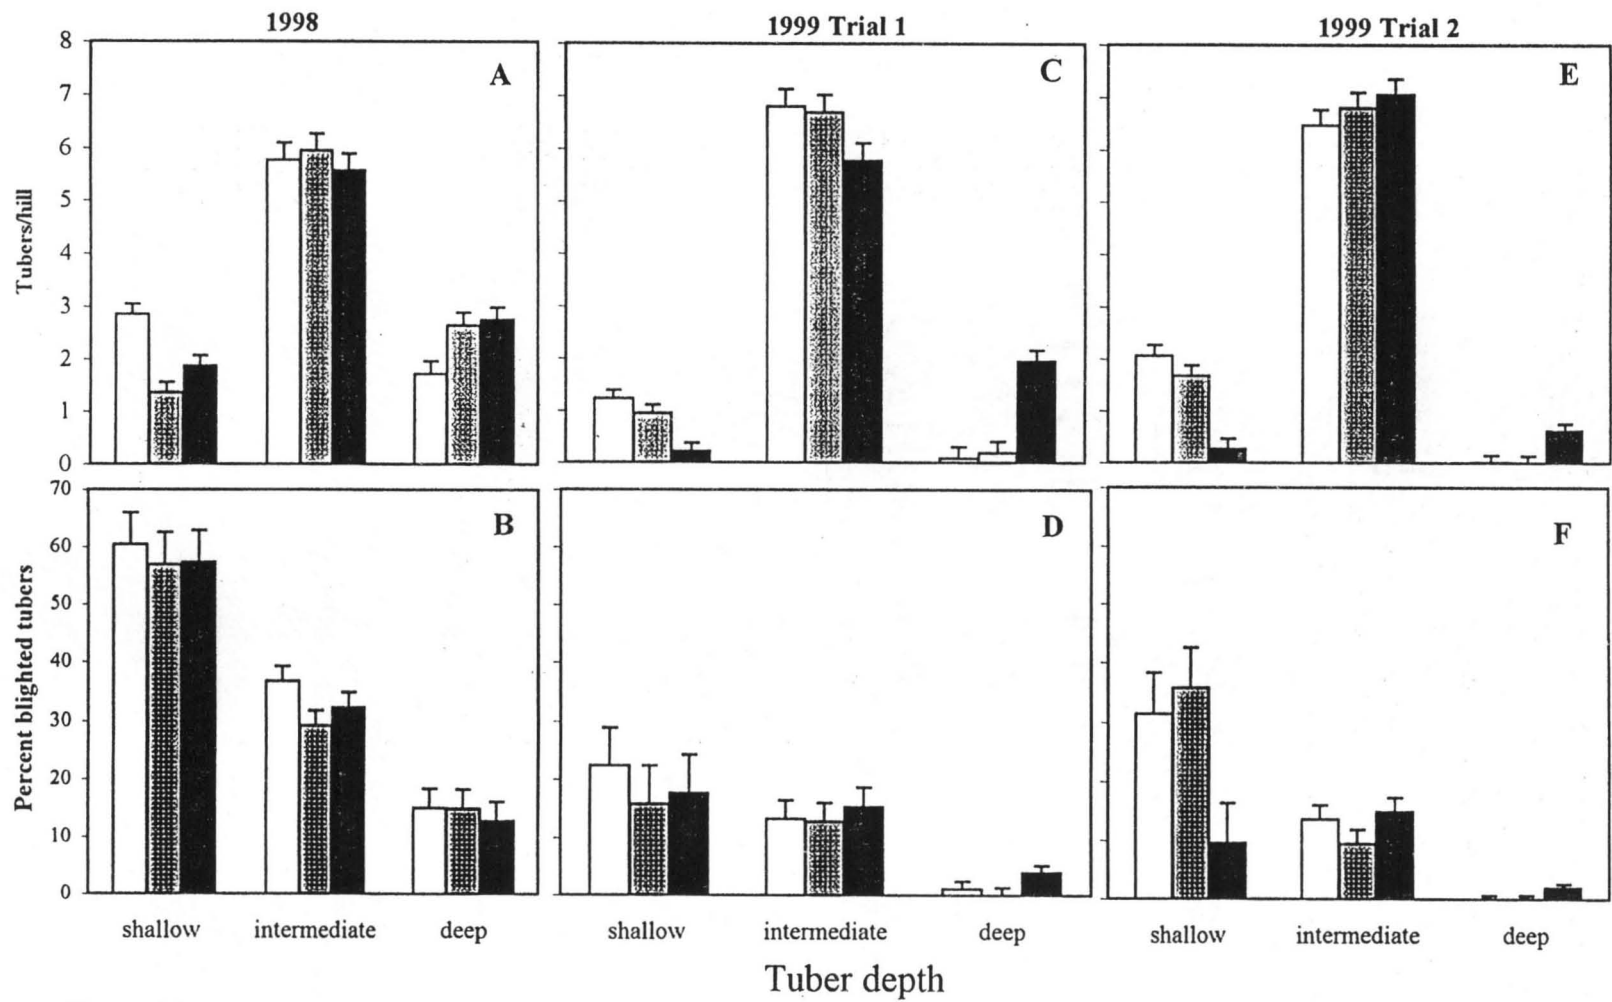 1998
1999 Trial 1
1999 Trial 2
Tubers/hill
8
7
6
5
4
3
2
1
0
A
C
E
Percent blighted tubers
70
60
50
40
30
20
10
0
B
D
F
shallow intermediate deep
shallow intermediate deep
shallow intermediate deep
Tuber depth